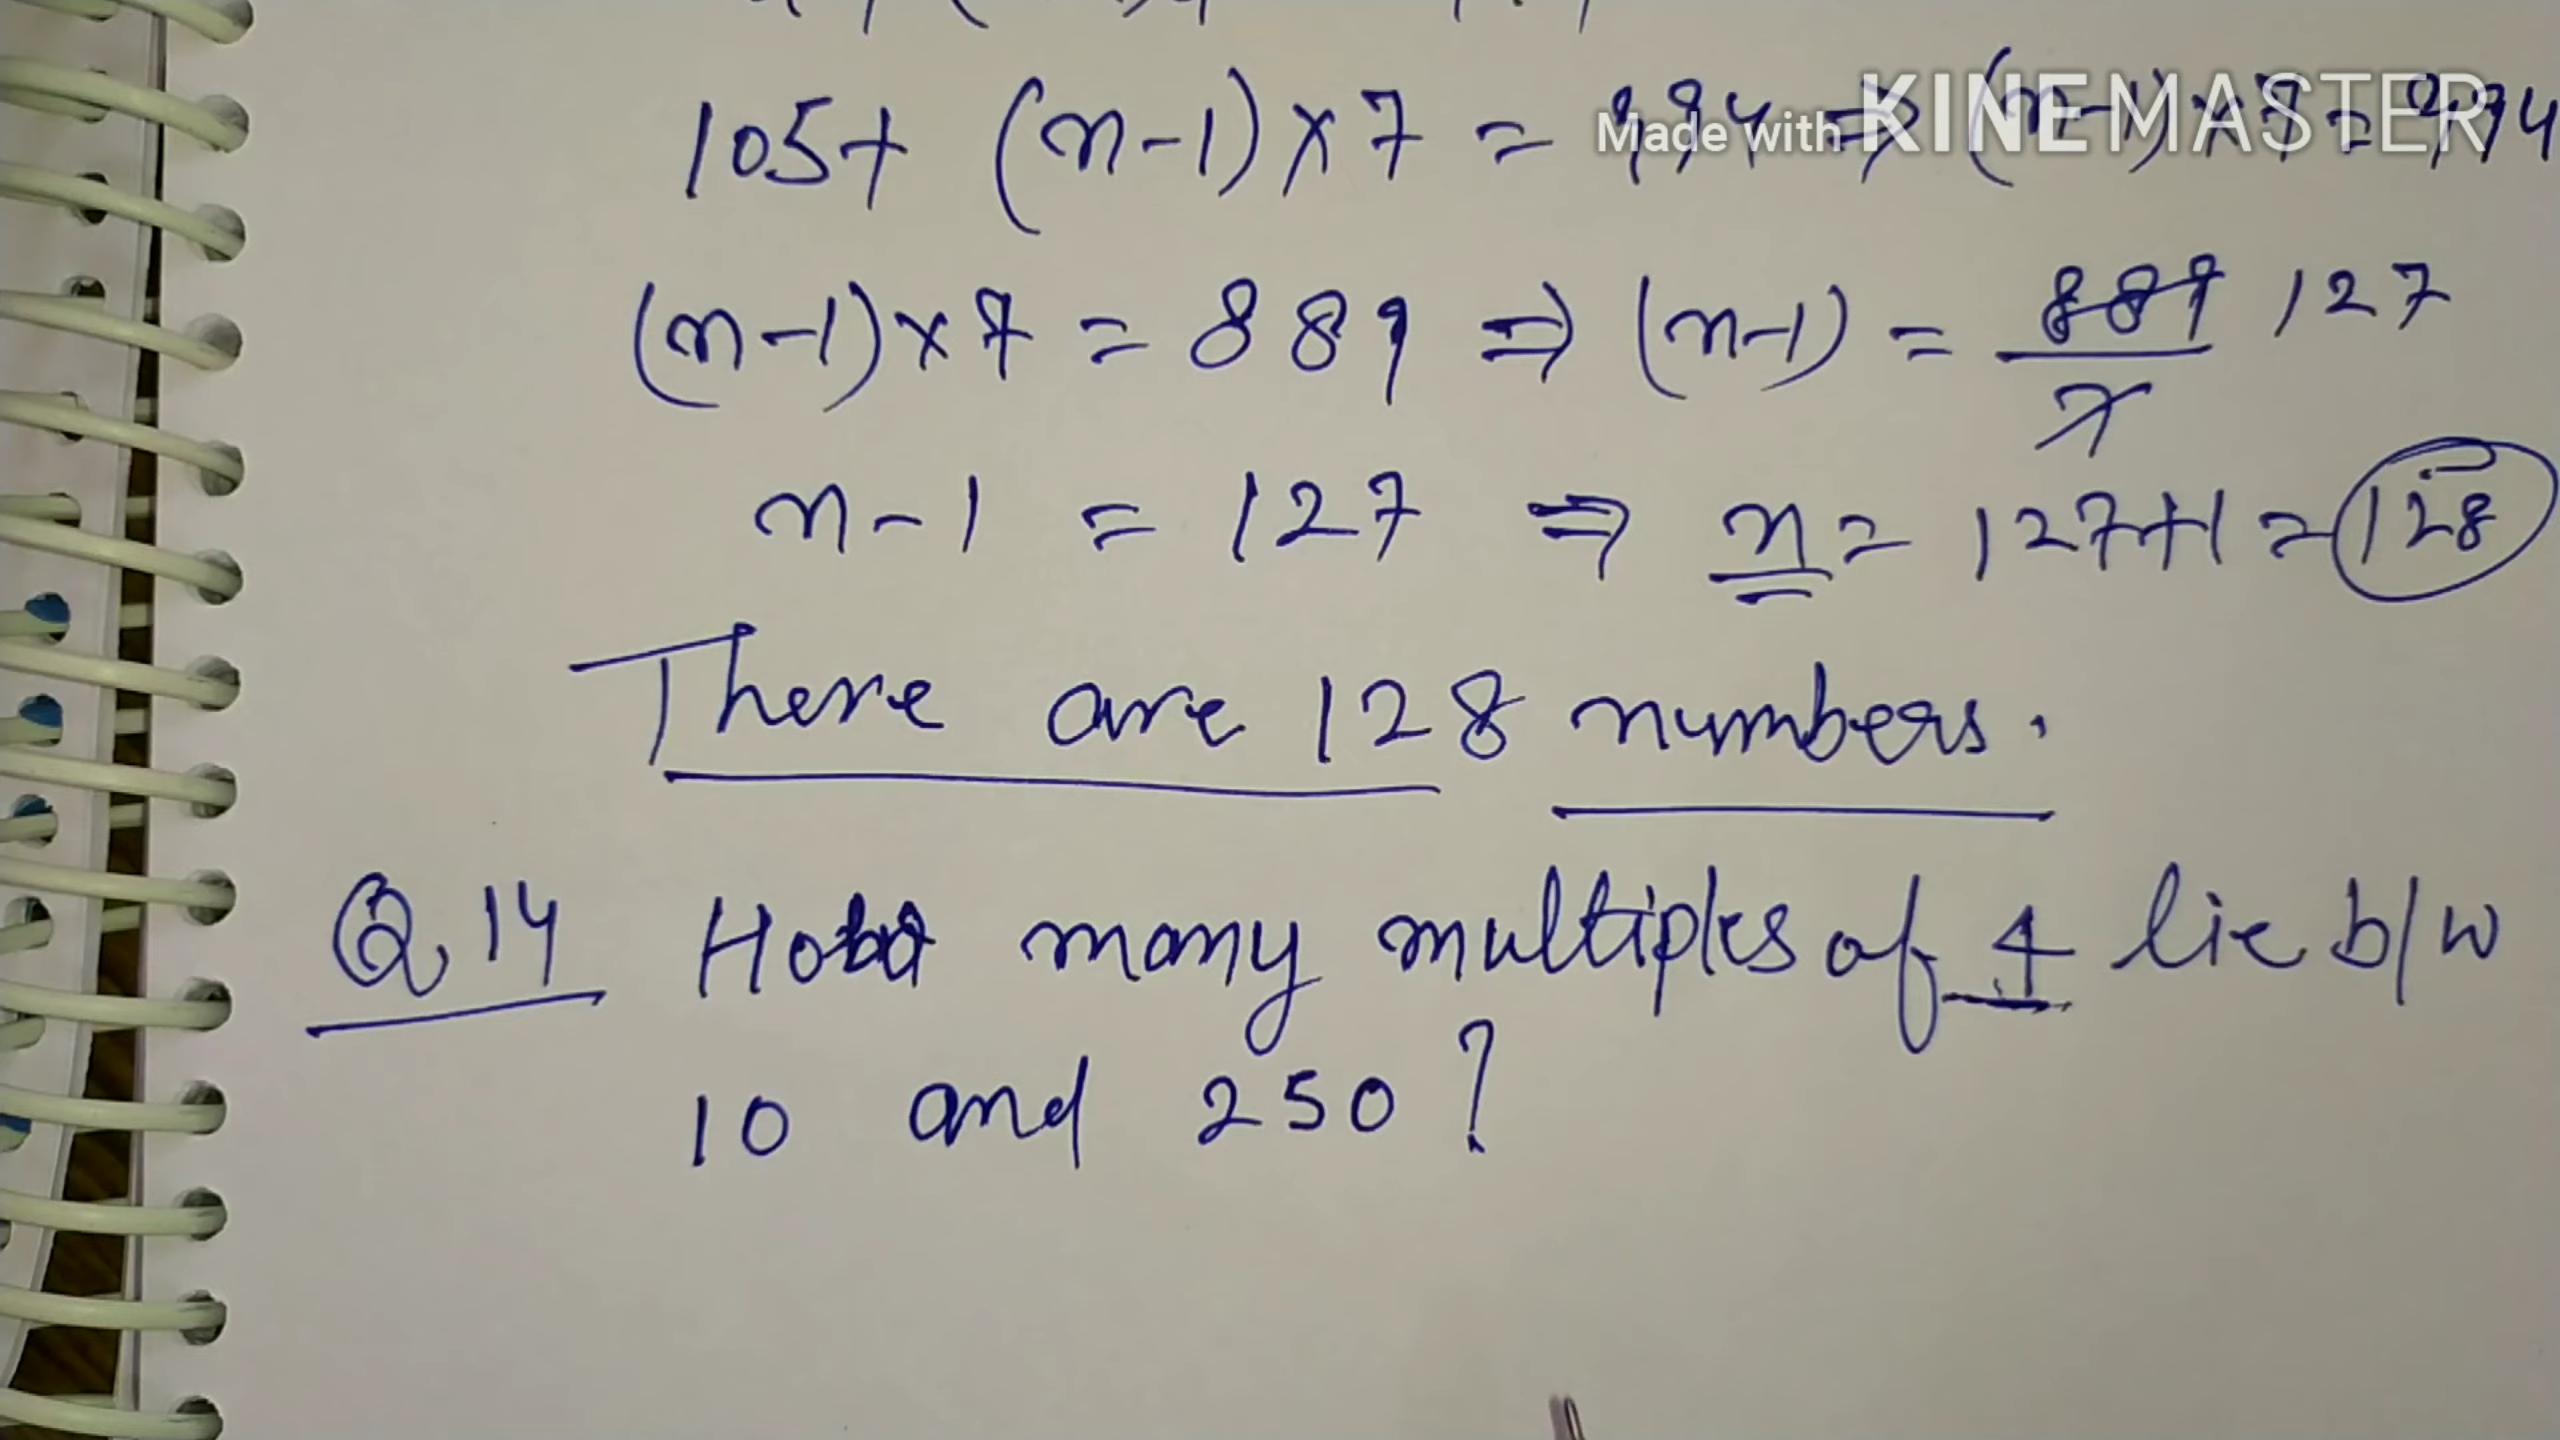 105+ (n-1)×7 = 994 ⇒ (n-1)×7=994
Made with KINEMASTER
(n-1)×7 = 889 ⇒ (n-1) = 889/7 127
n-1 = 127 ⇒ n = 127+1 = 128
There are 128 numbers.
Q14 How many multiples of 4 lie b/w
10 and 250?